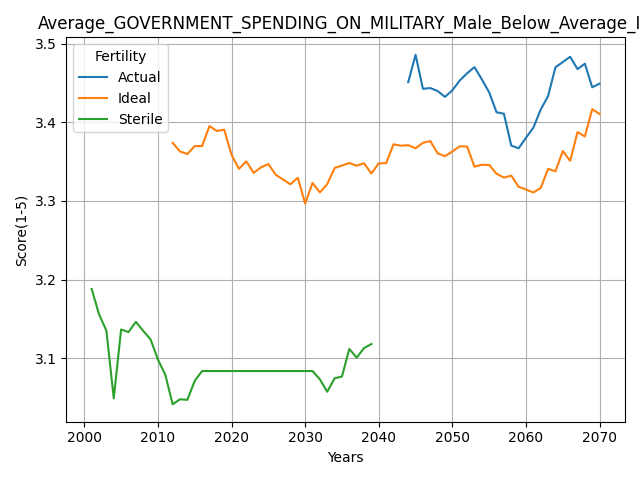 Average_GOVERNMENT_SPENDING_ON_MILITARY_Male_Below_Average_I
Fertility
Actual
Ideal
Sterile
Score(1-5)
3.5
3.4
3.3
3.2
3.1
2000 2010 2020 2030 2040 2050 2060 2070
Years